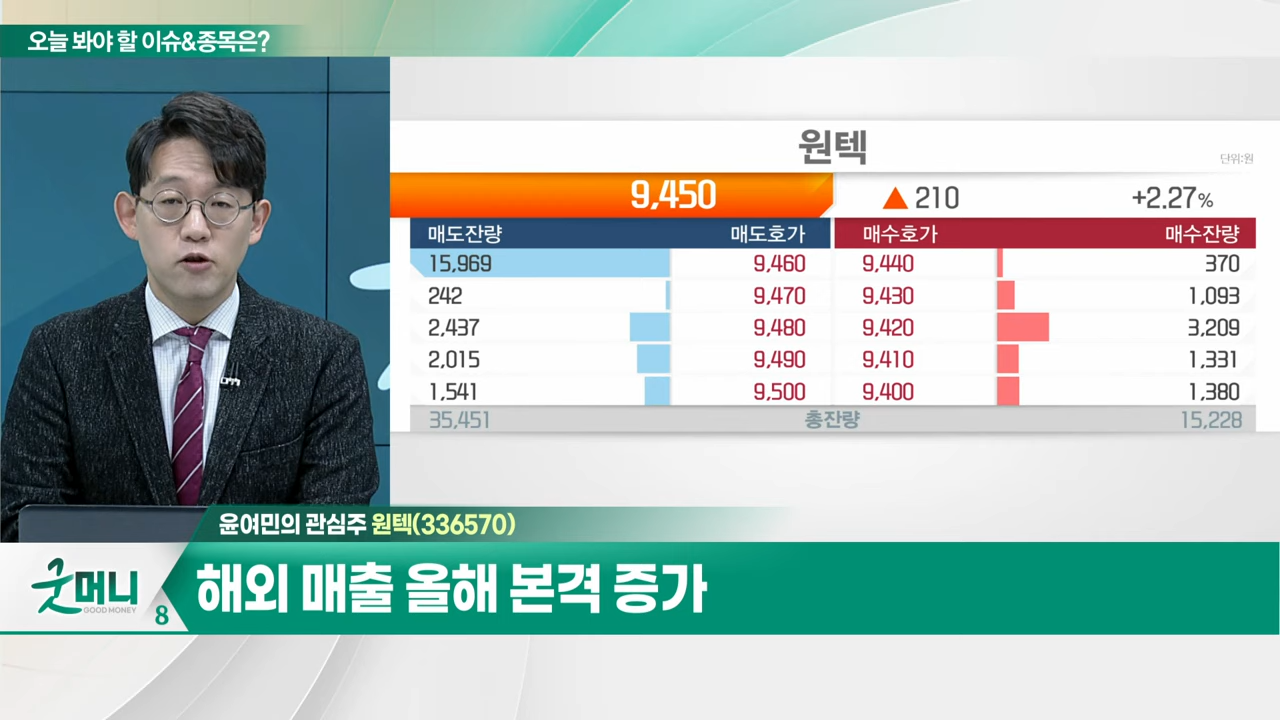 오늘 봐야 할 이슈&종목은?
원텍
단위:원
9,450 ▲ 210 +2.27%
매도잔량 매도호가 매수호가 매수잔량
15,969 9,460 9,440 370
242 9,470 9,430 1,093
2,437 9,480 9,420 3,209
2,015 9,490 9,410 1,331
1,541 9,500 9,400 1,380
35,451 총잔량 15,228
윤여민의 관심주 원텍(336570)
굿머니
GOOD MONEY
8
해외 매출 올해 본격 증가